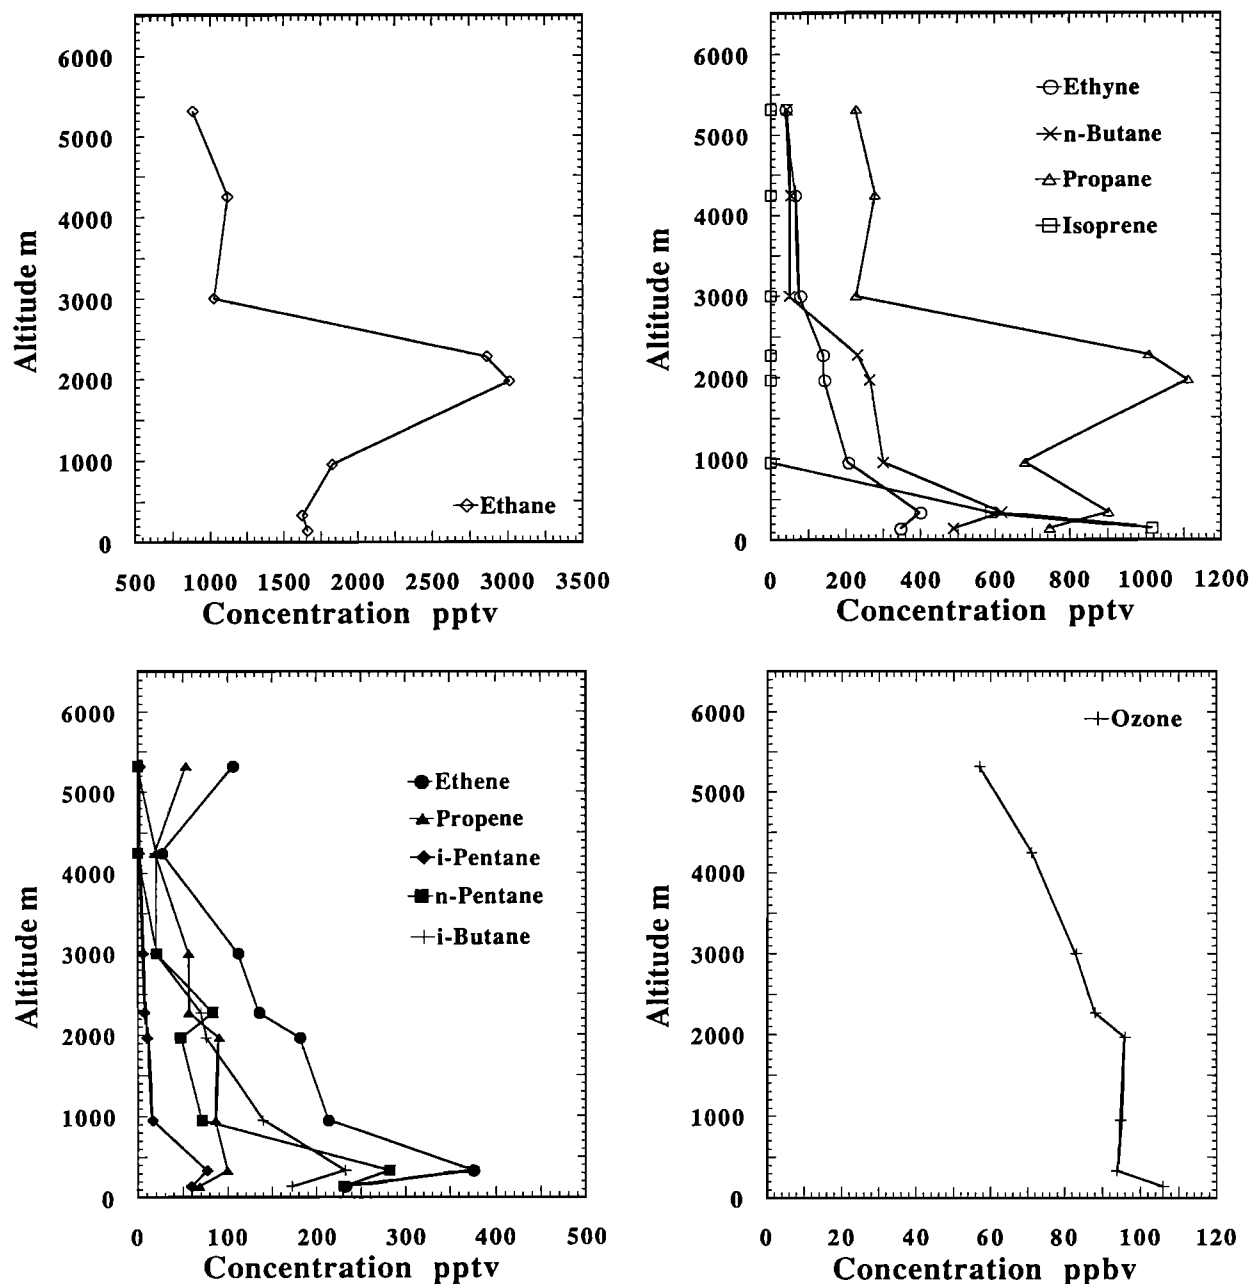 6000
5000
4000
3000
2000
1000
0
Altitude m
Ethane
500 1000 1500 2000 2500 3000 3500
Concentration pptv
6000
5000
4000
3000
2000
1000
0
Altitude m
Ethyne
n-Butane
Propane
Isoprene
0 200 400 600 800 1000 1200
Concentration pptv
6000
5000
4000
3000
2000
1000
0
Altitude m
Ethene
Propene
i-Pentane
n-Pentane
i-Butane
0 100 200 300 400 500
Concentration pptv
6000
5000
4000
3000
2000
1000
0
Altitude m
Ozone
0 20 40 60 80 100 120
Concentration ppbv